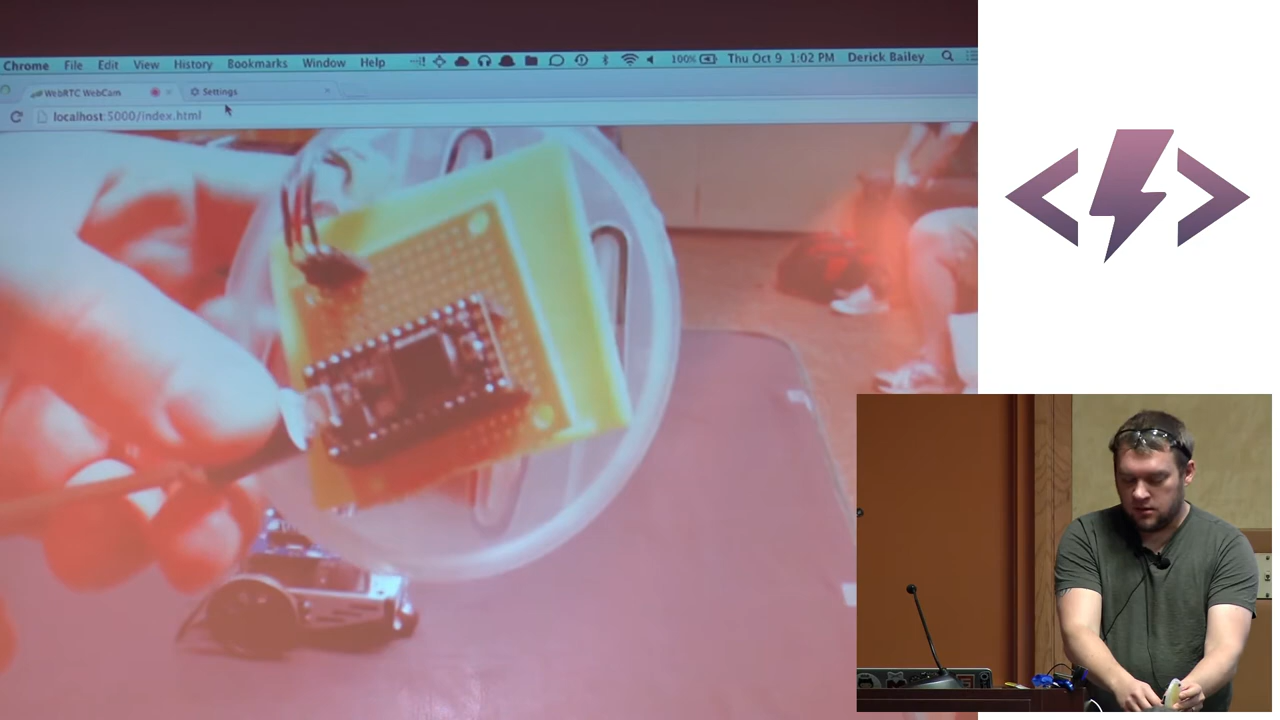 Chrome File Edit View History Bookmarks Window Help 100% Thu Oct 9 1:02 PM Derick Bailey
WebRTC WebCam Settings
localhost:5000/index.html